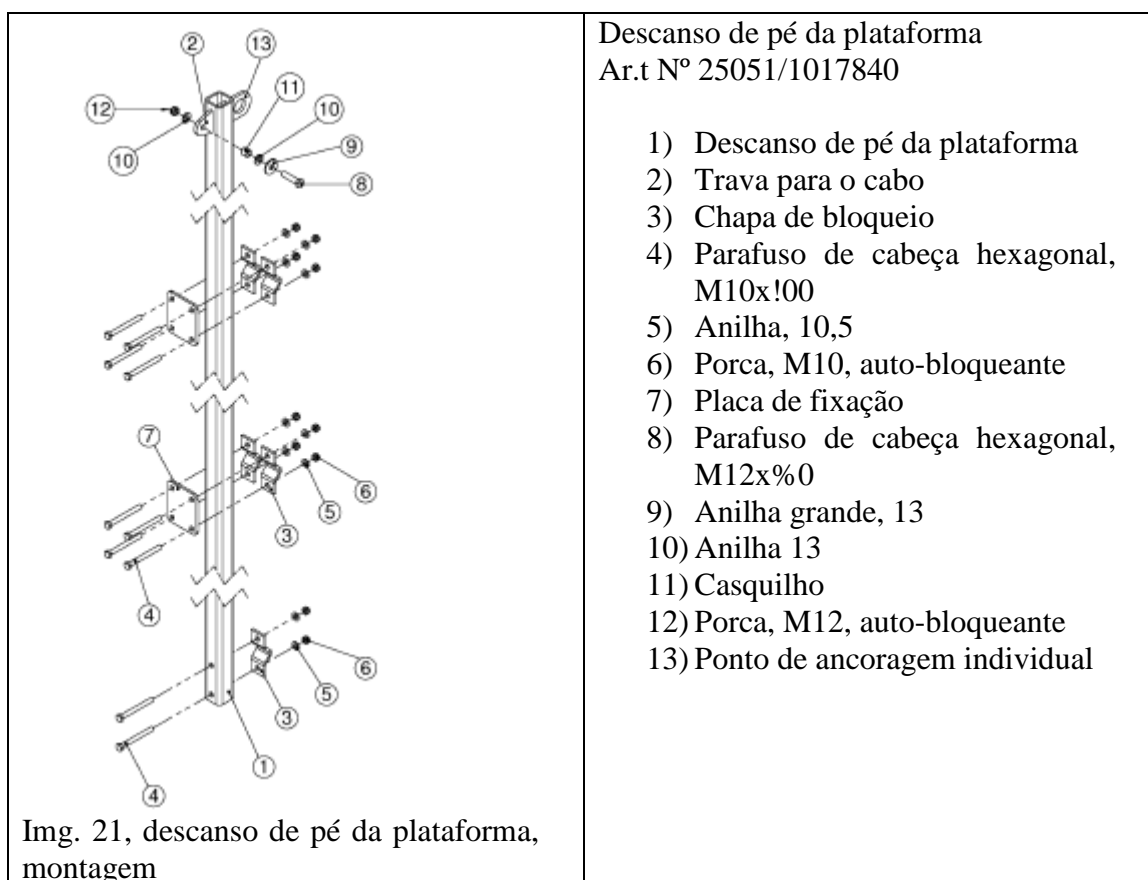 2
13
11
12
10
10
9
8
7
6
5
3
4
6
5
3
1
4
Img. 21, descanso de pé da plataforma,
montagem
Descanso de pé da plataforma
Ar.t Nº 25051/1017840
1) Descanso de pé da plataforma
2) Trava para o cabo
3) Chapa de bloqueio
4) Parafuso de cabeça hexagonal,
M10x!00
5) Anilha, 10,5
6) Porca, M10, auto-bloqueante
7) Placa de fixação
8) Parafuso de cabeça hexagonal,
M12x%0
9) Anilha grande, 13
10) Anilha 13
11) Casquilho
12) Porca, M12, auto-bloqueante
13) Ponto de ancoragem individual